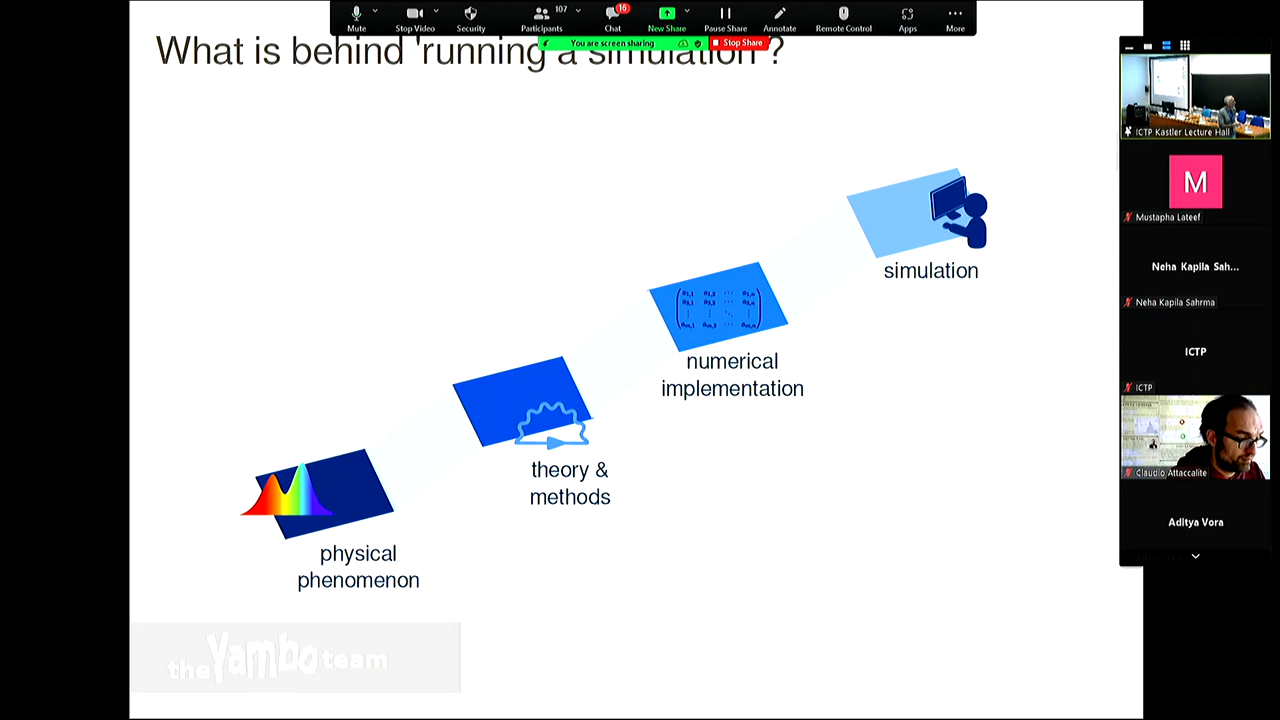 Mute
Stop Video
Security
Participants
107
Chat
16
New Share
Pause Share
Annotate
Remote Control
Apps
More
You are screen sharing
Stop Share
What is behind 'running a simulation'?
simulation
numerical
implementation
theory &
methods
physical
phenomenon
the Yambo team
ICTP Kastler Lecture Hall
M
Mustapha Lateef
Neha Kapila Sah...
Neha Kapila Sahrma
ICTP
ICTP
Claudio Attaccalite
Aditya Vora